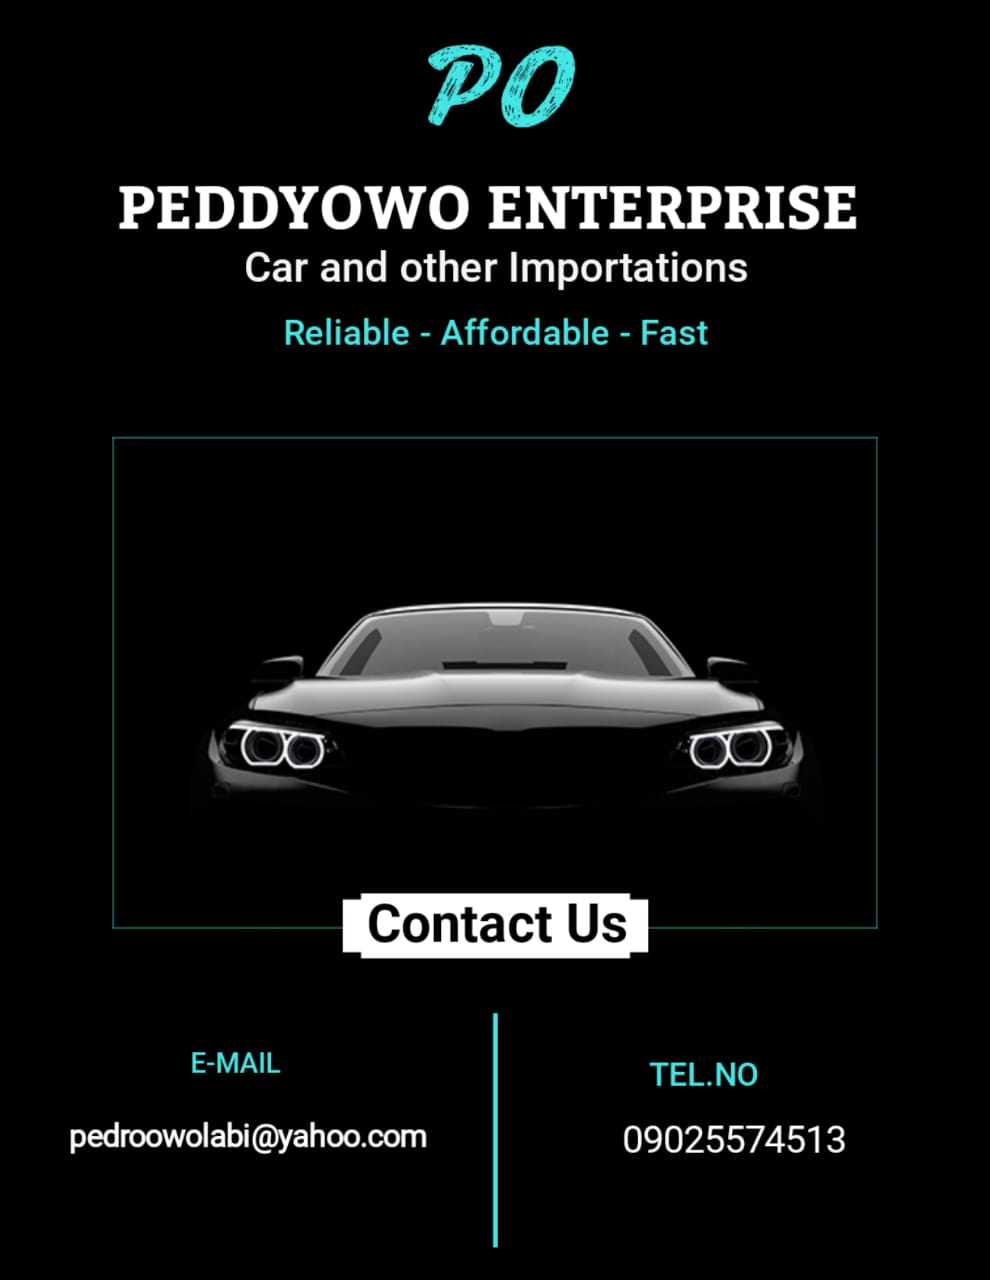 PO
PEDDYOWO ENTERPRISE
Car and other Importations
Reliable - Affordable - Fast
Contact Us
E-MAIL
pedroowolabi@yahoo.com
TEL.NO
09025574513